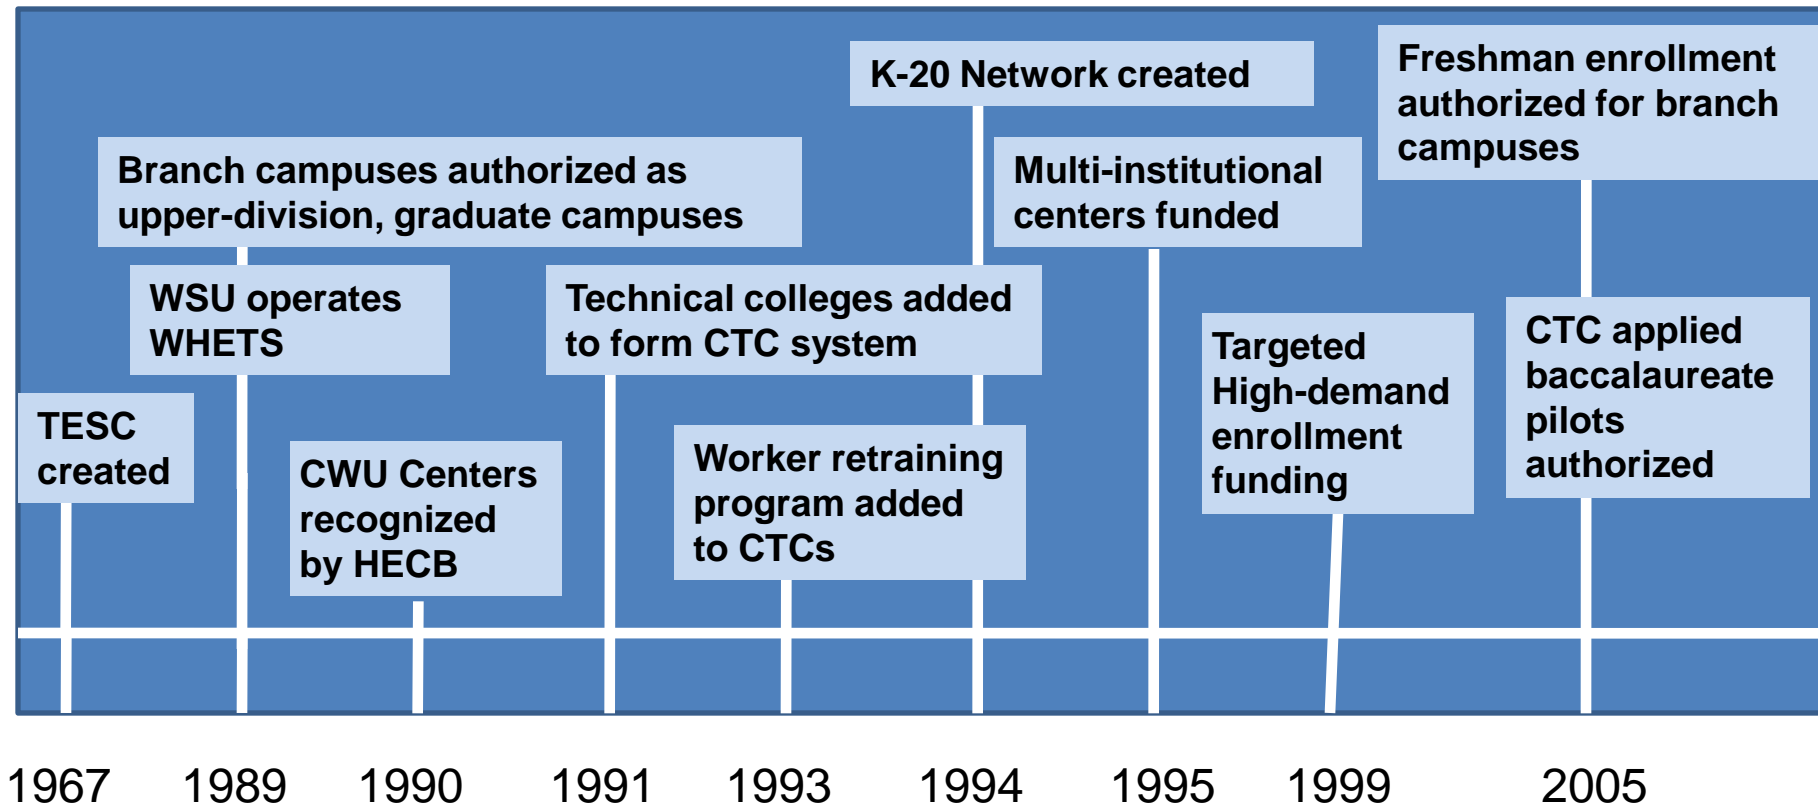 K-20 Network created
Freshman enrollment
authorized for branch
campuses
Branch campuses authorized as
upper-division, graduate campuses
Multi-institutional
centers funded
WSU operates
WHETS
Technical colleges added
to form CTC system
Targeted
High-demand
enrollment
funding
CTC applied
baccalaureate
pilots
authorized
TESC
created
CWU Centers
recognized
by HECB
Worker retraining
program added
to CTCs
1967 1989 1990 1991 1993 1994 1995 1999 2005